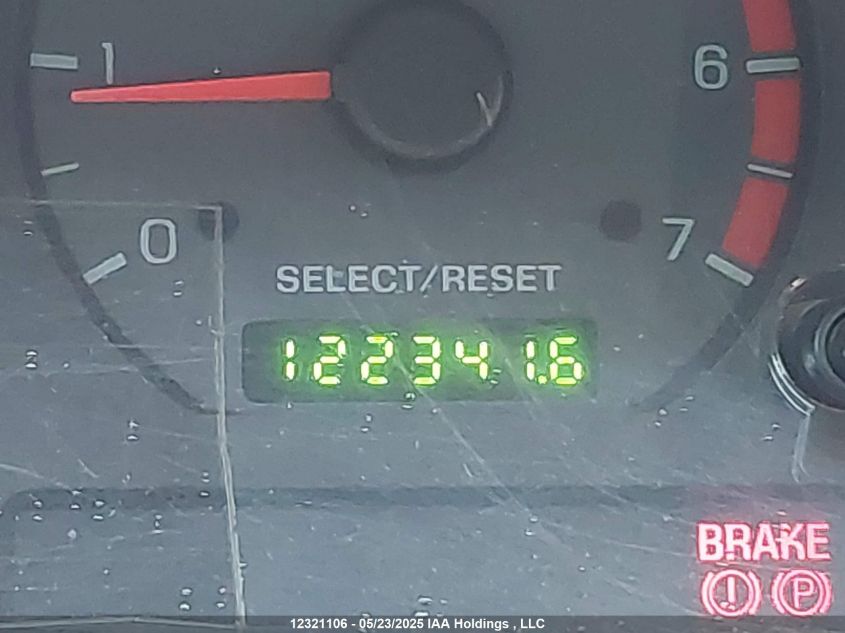 1 6
0 7
SELECT/RESET
122341.6
BRAKE
(!) (P)
12321106 - 05/23/2025 IAA Holdings , LLC